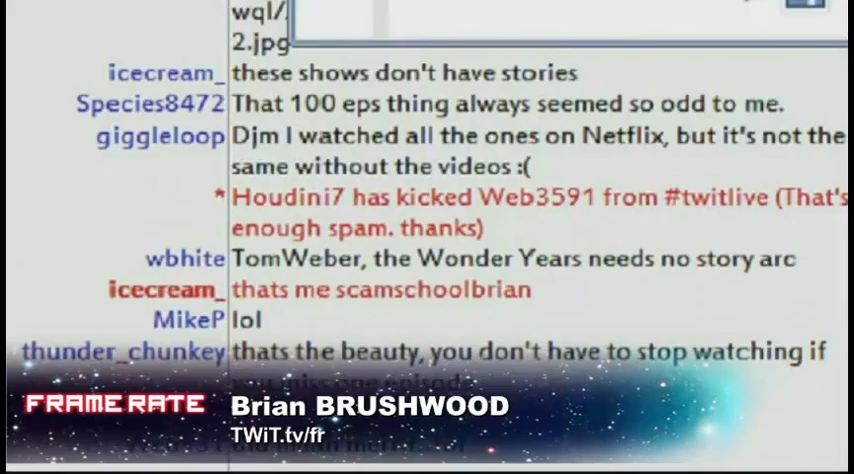 wql/
2.jpg
icecream_ these shows don't have stories
Species8472 That 100 eps thing always seemed so odd to me.
giggleloop Djm I watched all the ones on Netflix, but it's not the
same without the videos :(
* Houdini7 has kicked Web3591 from #twitlive (That's
enough spam. thanks)
wbhite TomWeber, the Wonder Years needs no story arc
icecream_ thats me scamschoolbrian
MikeP lol
thunder_chunkey thats the beauty, you don't have to stop watching if
you miss one episode
FRAME RATE Brian BRUSHWOOD
TWiT.tv/fr